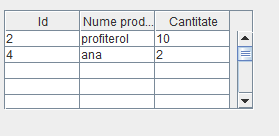 Id Nume prod... Cantitate
2 profiterol 10
4 ana 2